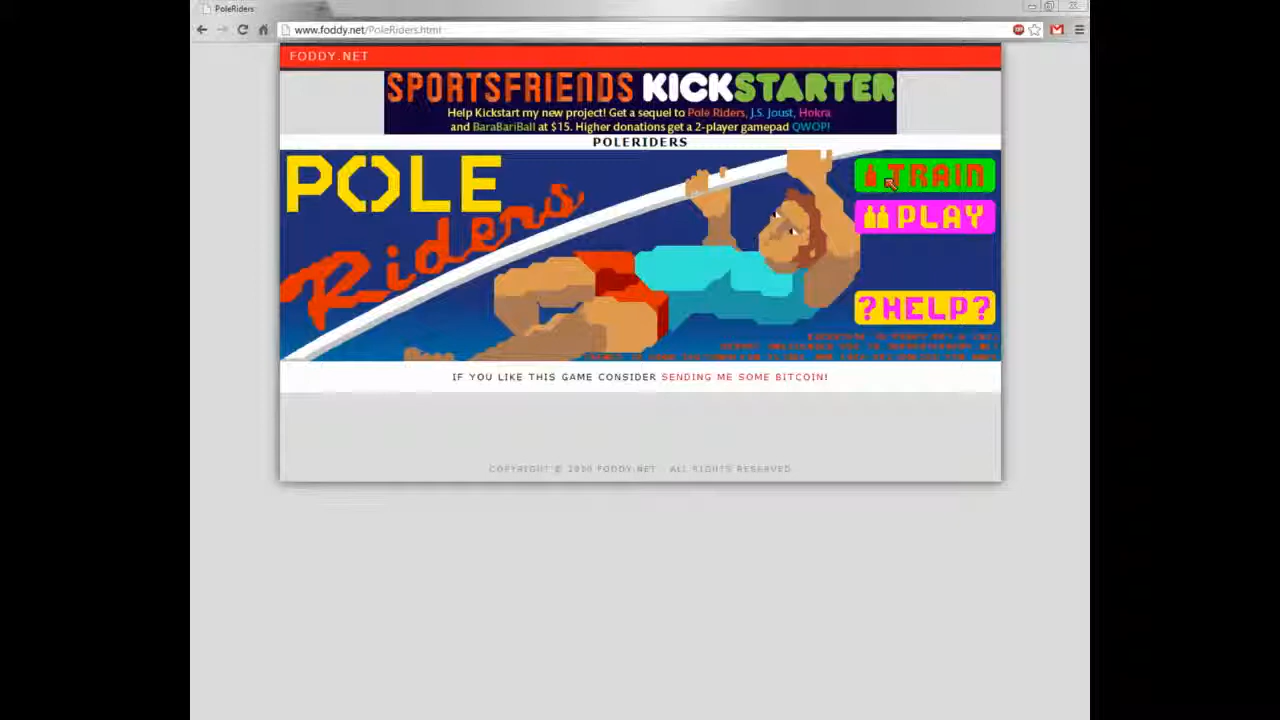 PoleRiders
www.foddy.net/PoleRiders.html
FODDY.NET
SPORTSFRIENDS KICKSTARTER
Help Kickstart my new project! Get a sequel to Pole Riders, J.S. Joust, Hokra
and BaraBariBall at $15. Higher donations get a 2-player gamepad QWOP!
POLERIDERS
POLE
Riders
TRAIN
PLAY
?HELP?
IF YOU LIKE THIS GAME CONSIDER SENDING ME SOME BITCOIN!
COPYRIGHT © 2010 FODDY.NET - ALL RIGHTS RESERVED